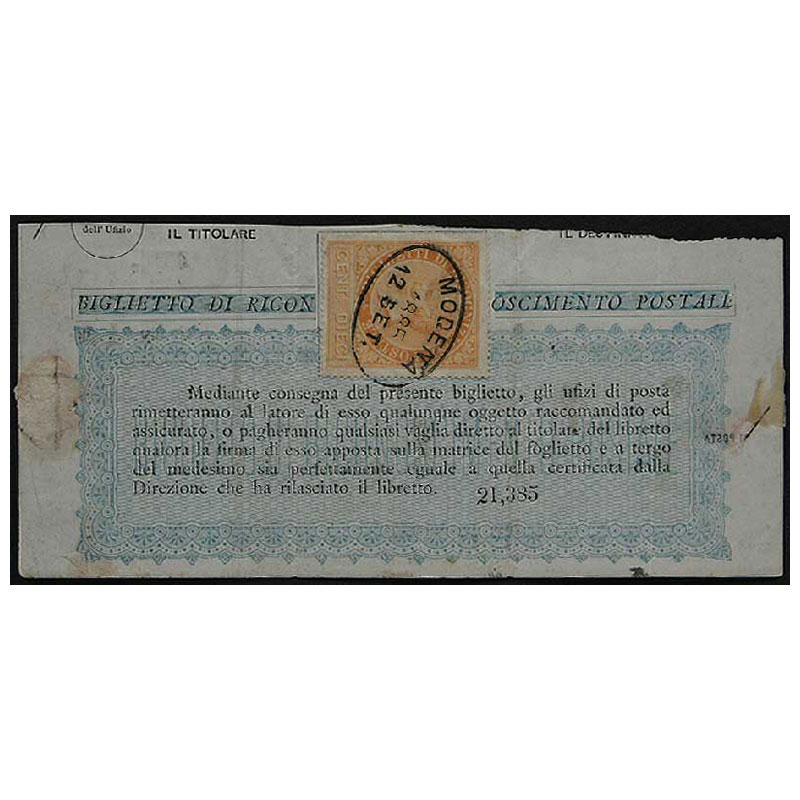 dell' Ufizio
IL TITOLARE
BIGLIETTO DI RICON OSCIMENTO POSTALE
CENT. DIECI
MODENA
12 SET.
Mediante consegna del presente biglietto, gli ufizi di posta
rimetteranno al latore di esso qualunque oggetto raccomandato ed
assicurato, o pagheranno qualsiasi vaglia diretto al titolare del libretto
qualora la firma di esso apposta sulla matrice del foglietto e a tergo
del medesimo sia perfettamente eguale a quella certificata dalla
Direzione che ha rilasciato il libretto.
21,385